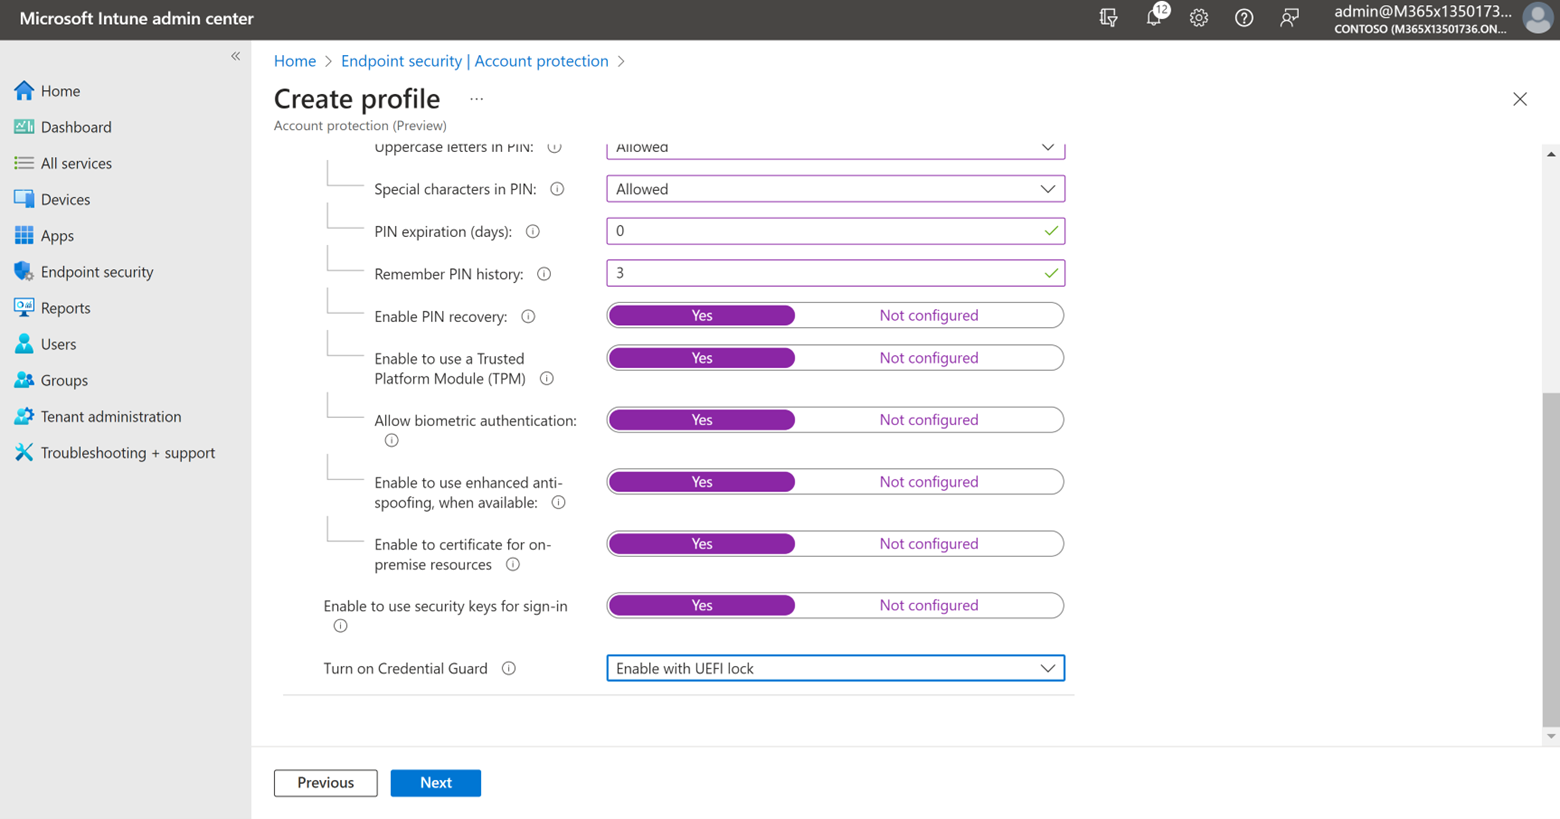 Microsoft Intune admin center
12
admin@M365x1350173...
CONTOSO (M365X13501736.ON...
«
Home
Dashboard
All services
Devices
Apps
Endpoint security
Reports
Users
Groups
Tenant administration
Troubleshooting + support
Home > Endpoint security | Account protection >
Create profile ...
Account protection (Preview)
Uppercase letters in PIN: Allowed
Special characters in PIN: Allowed
PIN expiration (days): 0
Remember PIN history: 3
Enable PIN recovery: Yes Not configured
Enable to use a Trusted
Platform Module (TPM) Yes Not configured
Allow biometric authentication: Yes Not configured
Enable to use enhanced anti-
spoofing, when available: Yes Not configured
Enable to certificate for on-
premise resources Yes Not configured
Enable to use security keys for sign-in Yes Not configured
Turn on Credential Guard Enable with UEFI lock
Previous Next